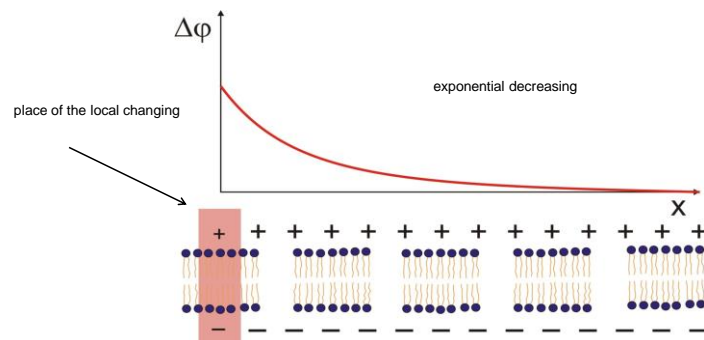 Δφ
exponential decreasing
place of the local changing
X
+ + + + + + + + + + + + + +
− − − − − − − − − − − − − −